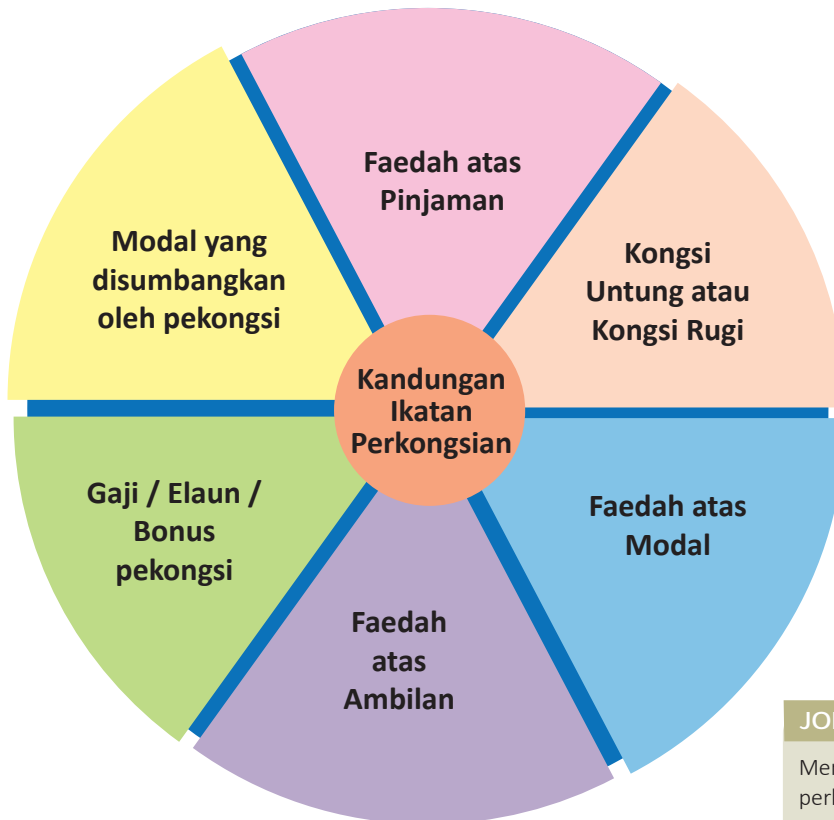 Faedah atas
Pinjaman
Kongsi
Untung atau
Kongsi Rugi
Faedah atas
Modal
Faedah
atas
Ambilan
Gaji / Elaun /
Bonus
pekongsi
Modal yang
disumbangkan
oleh pekongsi
Kandungan
Ikatan
Perkongsian